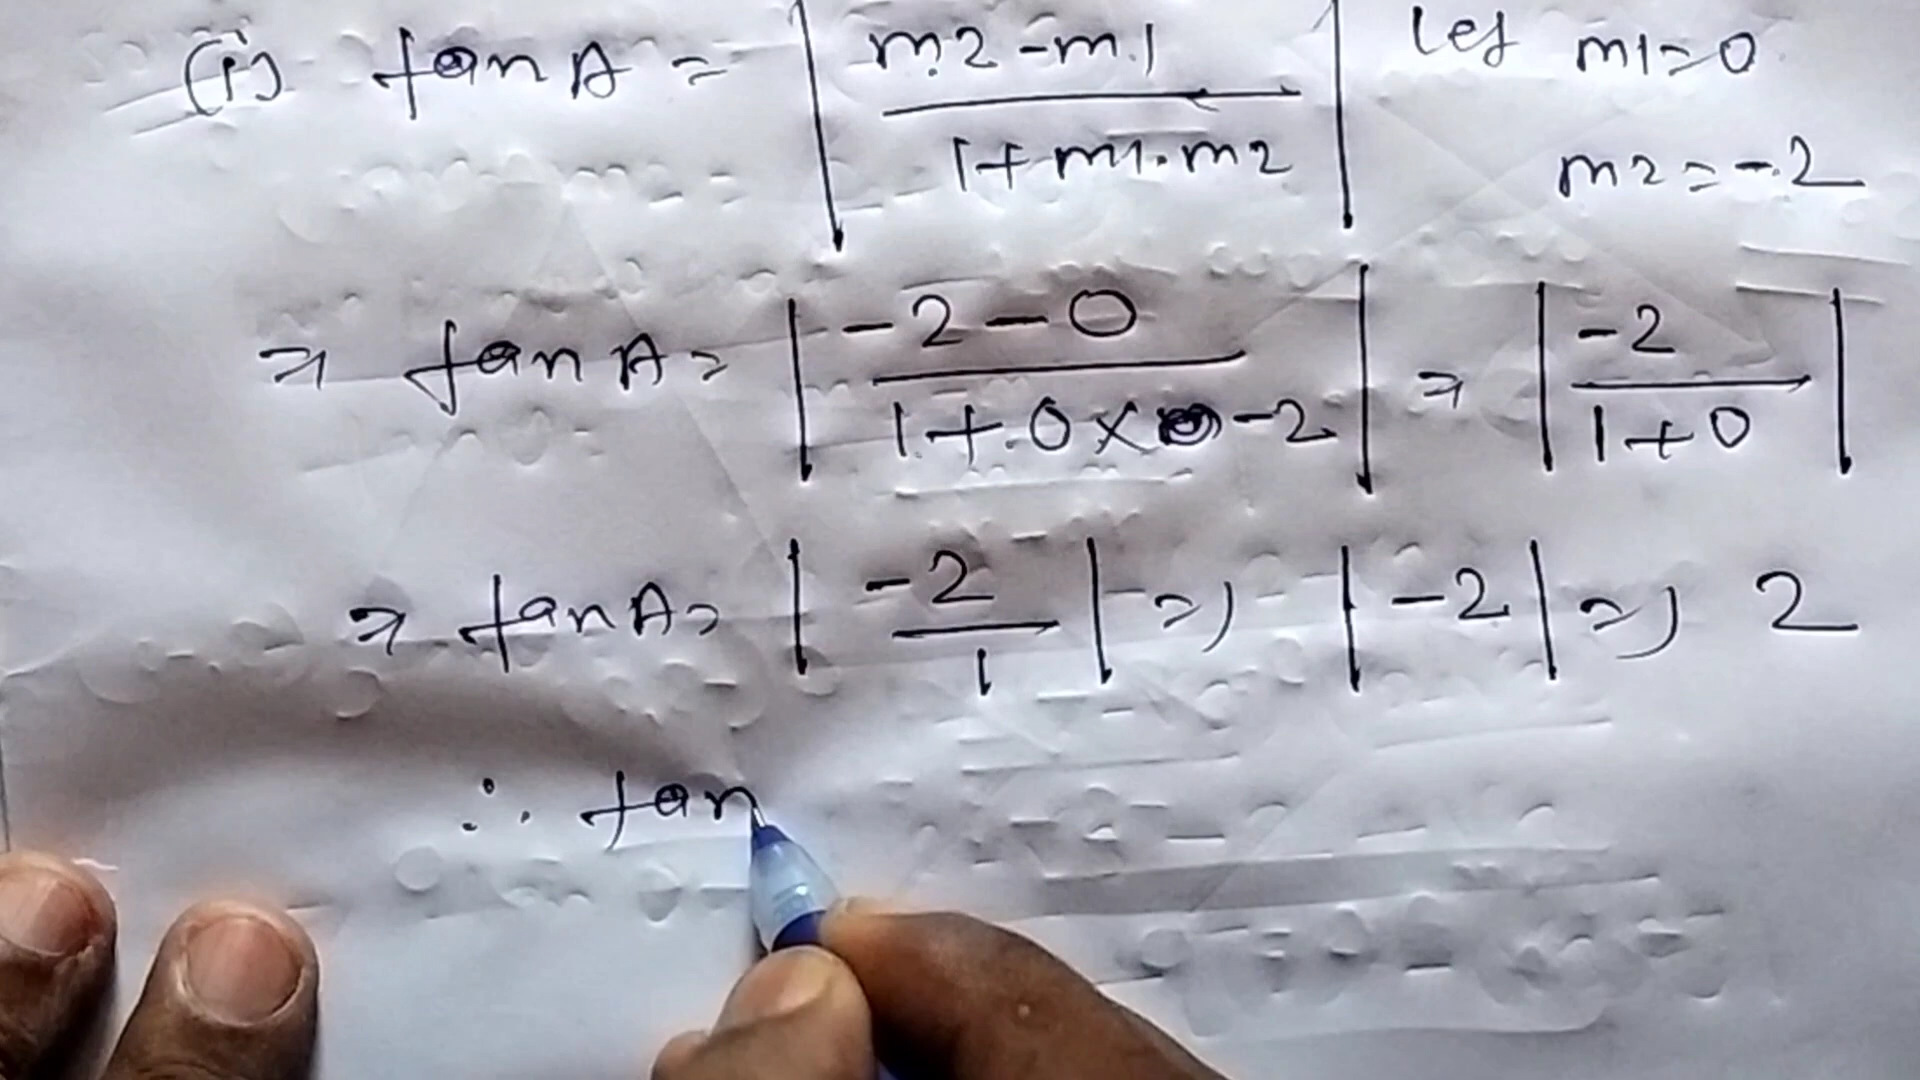 (i) tan A = | m2 - m1 / 1 + m1.m2 | let m1 = 0
m2 = -2
⇒ tan A = | -2 - 0 / 1 + 0 × -2 | ⇒ | -2 / 1 + 0 |
⇒ tan A = | -2 / 1 | ⇒ | -2 | ⇒ 2
∴ tan